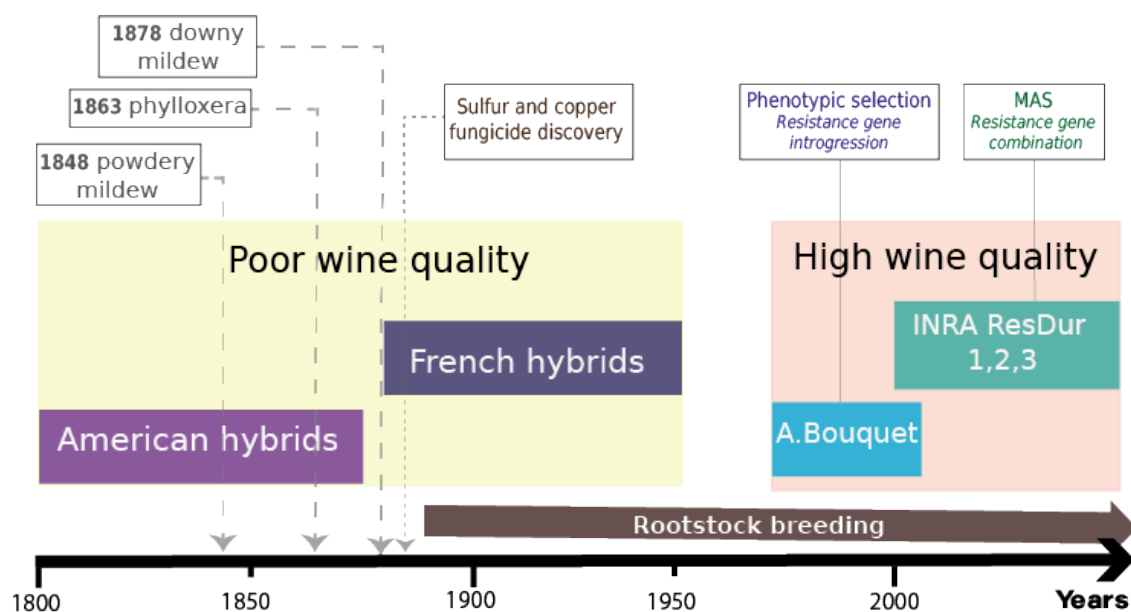 1878 downy
mildew
1863 phylloxera
1848 powdery
mildew
Sulfur and copper
fungicide discovery
Phenotypic selection
Resistance gene
introgression
MAS
Resistance gene
combination
Poor wine quality
High wine quality
INRA ResDur
1,2,3
French hybrids
American hybrids
A.Bouquet
Rootstock breeding
1800
1850
1900
1950
2000
Years